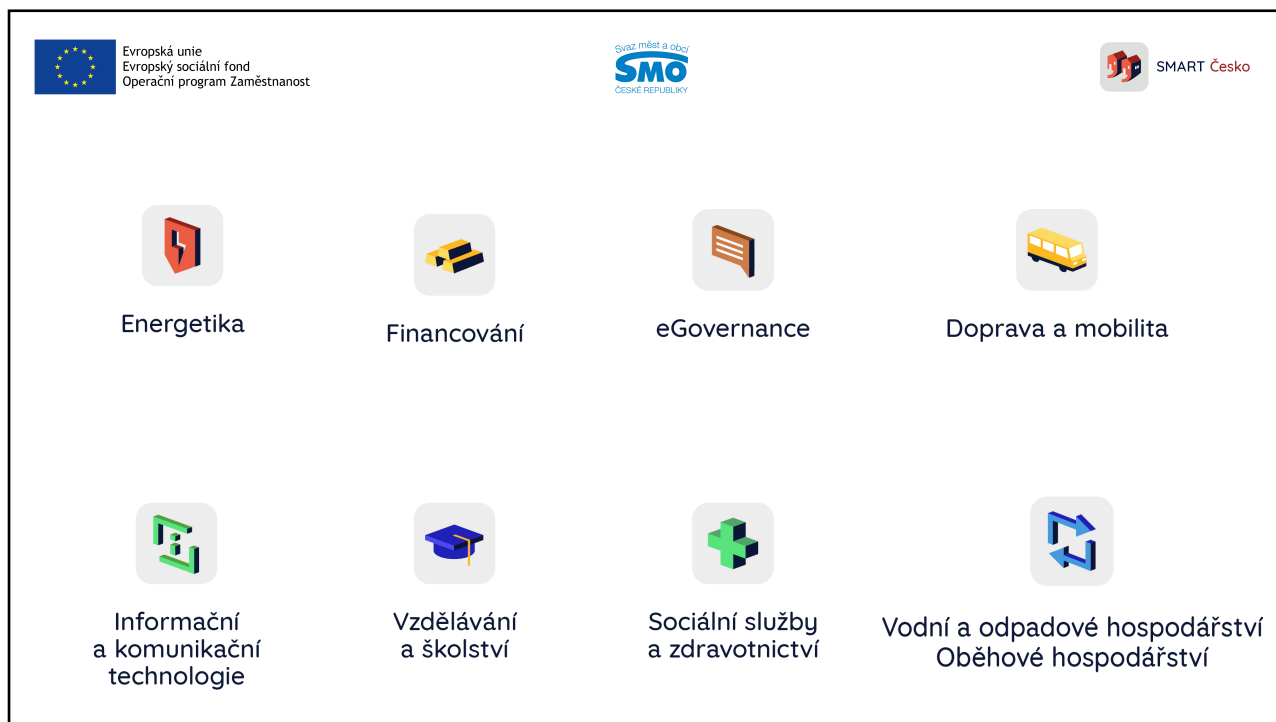 Evropská unie
Evropský sociální fond
Operační program Zaměstnanost
Svaz měst a obcí
SMO
ČESKÉ REPUBLIKY
SMART Česko
Energetika
Financování
eGovernance
Doprava a mobilita
Informační
a komunikační
technologie
Vzdělávání
a školství
Sociální služby
a zdravotnictví
Vodní a odpadové hospodářství
Oběhové hospodářství